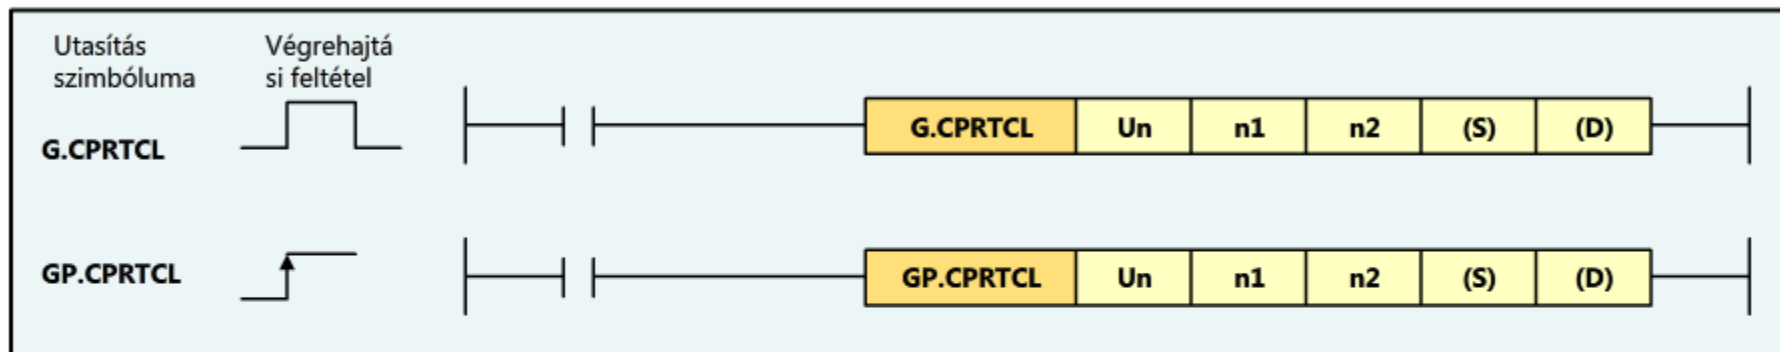 Utasítás Végrehajtá
szimbóluma si feltétel
G.CPRTCL G.CPRTCL Un n1 n2 (S) (D)
GP.CPRTCL GP.CPRTCL Un n1 n2 (S) (D)